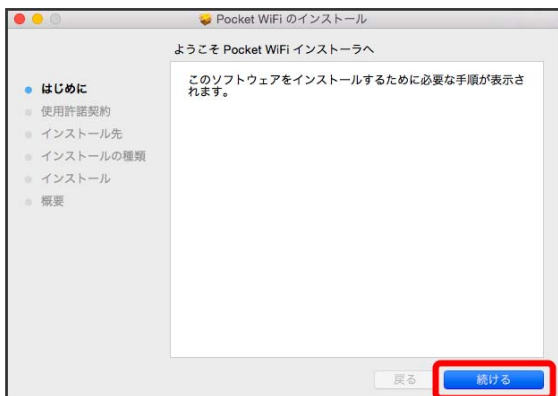 Pocket WiFi のインストール
ようこそ Pocket WiFi インストーラへ
はじめに
使用許諾契約
インストール先
インストールの種類
インストール
概要
このソフトウェアをインストールするために必要な手順が表示さ
れます。
戻る
続ける